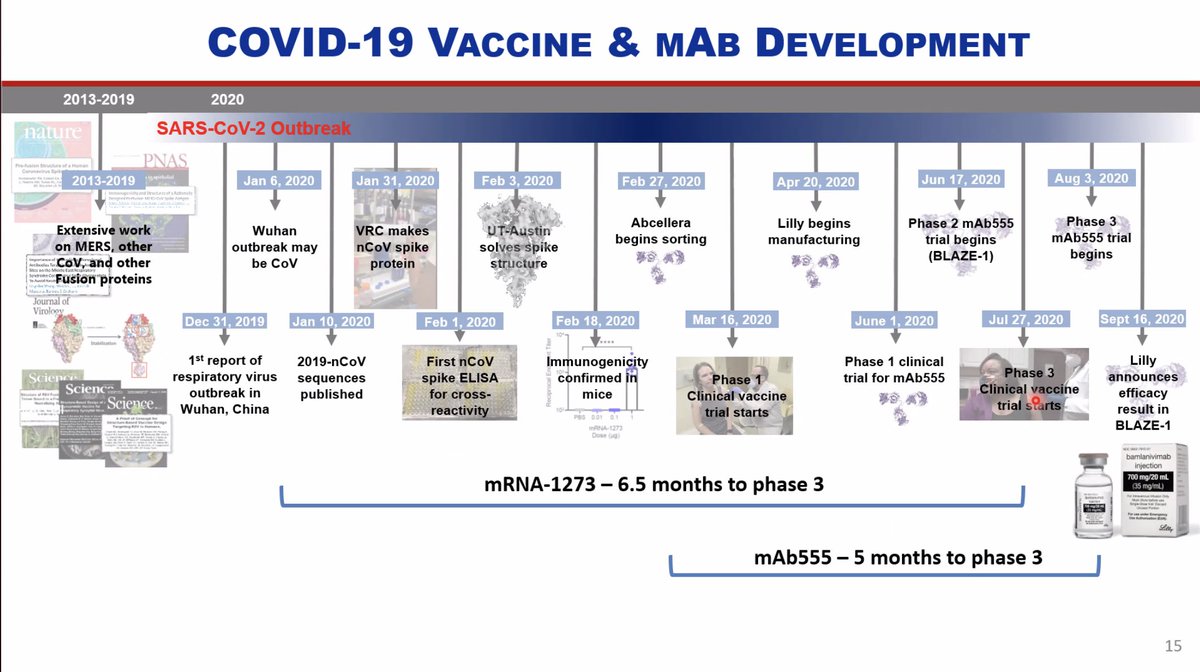 COVID-19 VACCINE & MAB DEVELOPMENT
2013-2019
2020
SARS-CoV-2 Outbreak
nature
PNAS
2013-2019
Extensive work
on MERS, other
CoV, and other
Fusion proteins
Journal of
Virology
Stabilization
Science
Science
Science
Jan 6, 2020
Wuhan
outbreak may
be CoV
Jan 31, 2020
VRC makes
nCoV spike
protein
Feb 3, 2020
UT-Austin
solves spike
structure
Feb 27, 2020
Abcellera
begins sorting
Apr 20, 2020
Lilly begins
manufacturing
Jun 17, 2020
Phase 2 mAb555
trial begins
(BLAZE-1)
Aug 3, 2020
Phase 3
mAb555 trial
begins
Dec 31, 2019
1st report of
respiratory virus
outbreak in
Wuhan, China
Jan 10, 2020
2019-nCoV
sequences
published
Feb 1, 2020
First nCoV
spike ELISA
for cross-
reactivity
Feb 18, 2020
Immunogenicity
confirmed in
mice
PBS 0.01 0.1 1
mRNA-1273
Dose (µg)
Mar 16, 2020
Phase 1
Clinical vaccine
trial starts
June 1, 2020
Phase 1 clinical
trial for mAb555
Jul 27, 2020
Phase 3
Clinical vaccine
trial starts
Sept 16, 2020
Lilly
announces
efficacy
result in
BLAZE-1
bamlanivimab
injection
700 mg/20 mL
(35 mg/mL)
Lilly
mRNA-1273 – 6.5 months to phase 3
mAb555 – 5 months to phase 3
15